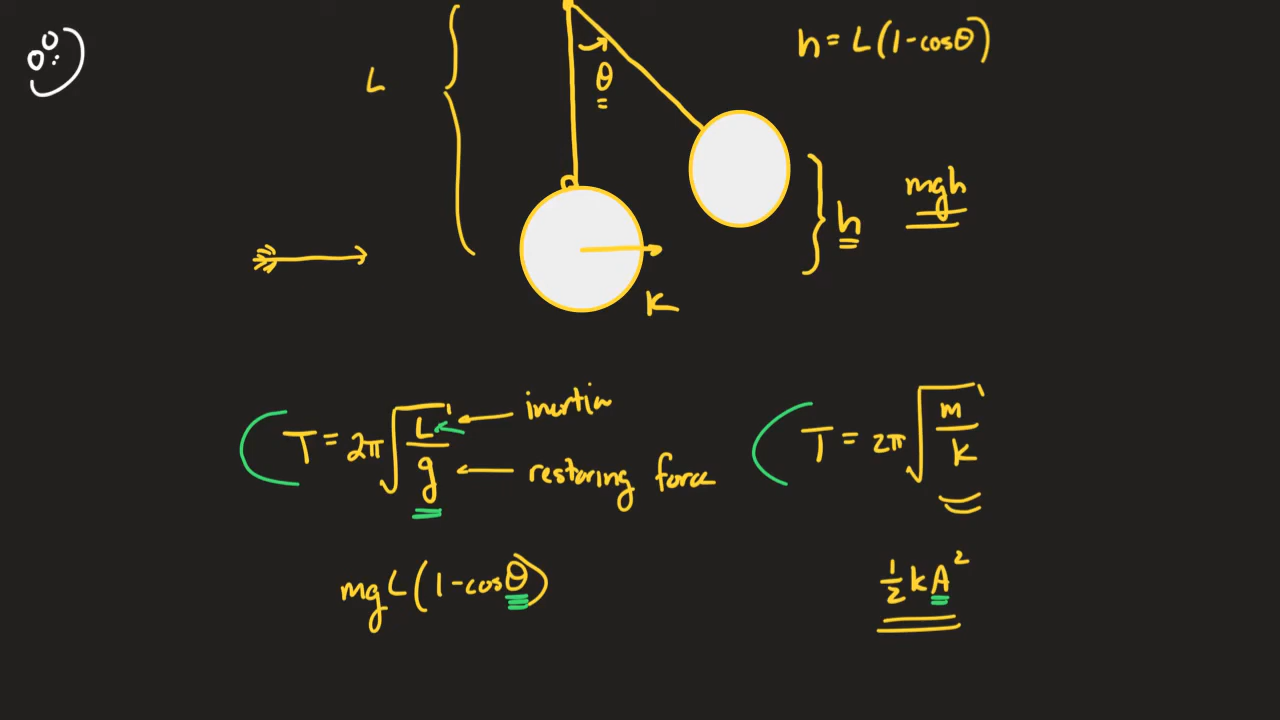 h = L(1-cosθ)
L
θ
mgh
h
K
inertia
T = 2π√(L/g)
restoring force
T = 2π√(m/k)
mgL(1-cosθ)
½kA²